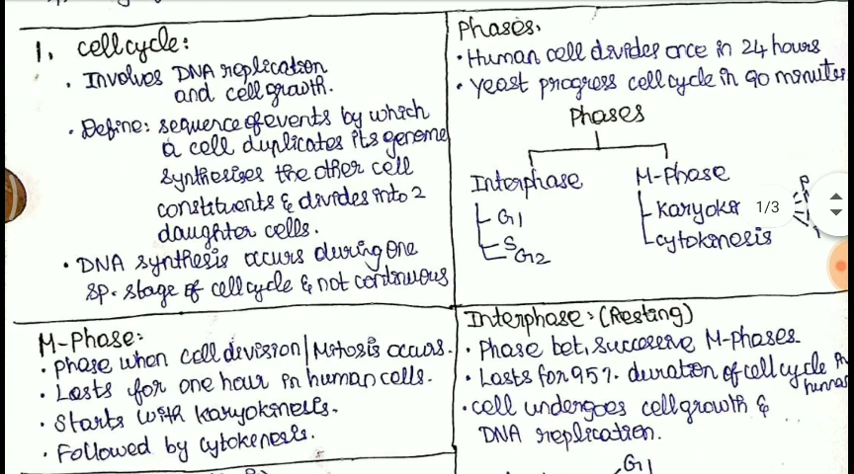 1. Cell cycle:
· Involves DNA replication
and cell growth.
· Define: sequence of events by which
a cell duplicates its genome
synthesises the other cell
constituents & divides into 2
daughter cells.
· DNA synthesis occurs during one
sp. stage of cell cycle & not continuous
Phases.
· Human cell divides once in 24 hours
· Yeast progress cell cycle in 90 minutes
Phases
Interphase
G1
S
G2
M-Phase
Karyok
cytokinesis
1/3
M-Phase:
· Phase when cell division/Mitosis occurs.
· Lasts for one hour in human cells.
· Starts with Karyokinesis.
· Followed by cytokenesis.
Interphase: (Resting)
· Phase bet, successive M-phases.
· Lasts for 95% duration of cell cycle in
human
· cell undergoes cell growth &
DNA replication.
G1